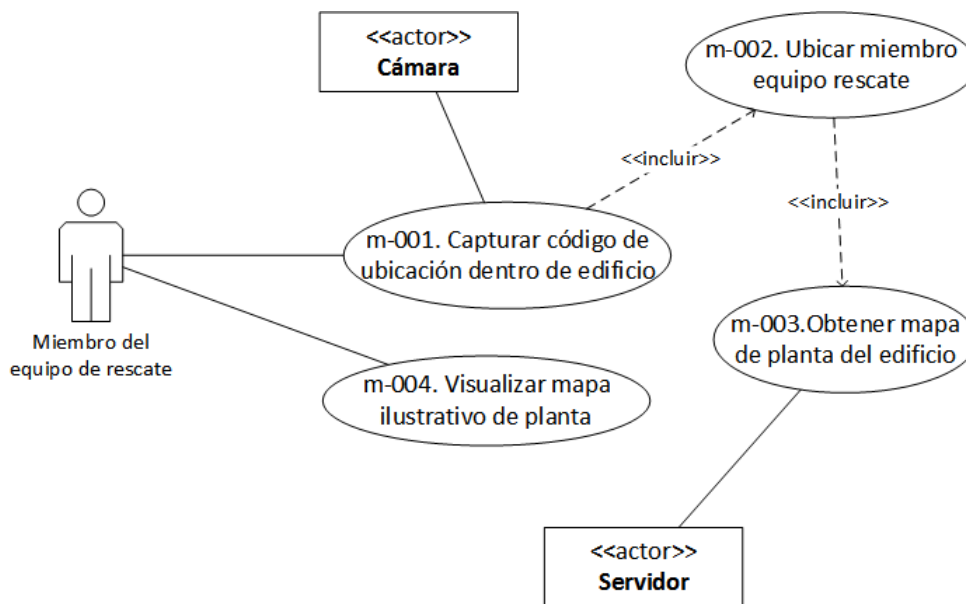 <<actor>>
Cámara
m-002. Ubicar miembro
equipo rescate
<<incluir>>
<<incluir>>
m-001. Capturar código de
ubicación dentro de edificio
m-003.Obtener mapa
de planta del edificio
Miembro del
equipo de rescate
m-004. Visualizar mapa
ilustrativo de planta
<<actor>>
Servidor